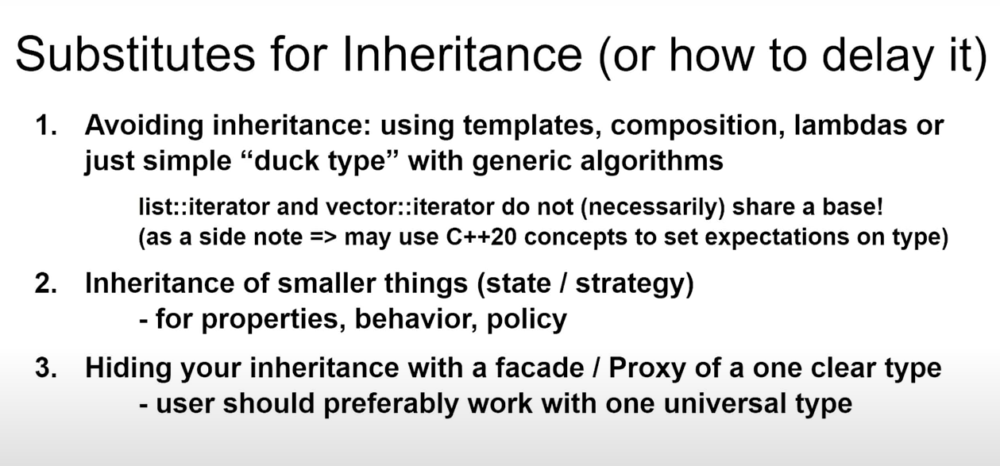 Substitutes for Inheritance (or how to delay it)
1. Avoiding inheritance: using templates, composition, lambdas or
just simple “duck type” with generic algorithms
list::iterator and vector::iterator do not (necessarily) share a base!
(as a side note => may use C++20 concepts to set expectations on type)
2. Inheritance of smaller things (state / strategy)
- for properties, behavior, policy
3. Hiding your inheritance with a facade / Proxy of a one clear type
- user should preferably work with one universal type